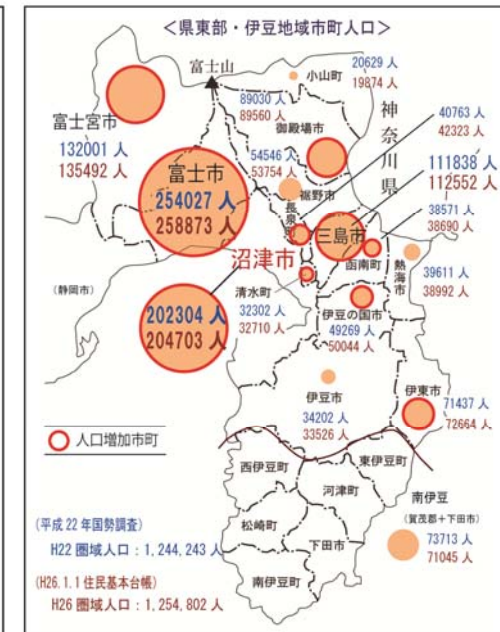 ＜県東部・伊豆地域市町人口＞
富士山
小山町
20629 人
19874 人
89030 人
89560 人
御殿場市
神奈川県
40763 人
42323 人
富士宮市
132001 人
135492 人
富士市
254027 人
258873 人
54546 人
53754 人
裾野市
長泉町
111838 人
112552 人
三島市
38571 人
38690 人
函南町
沼津市
202304 人
204703 人
（静岡市）
清水町
32302 人
32710 人
熱海市
39611 人
38992 人
伊豆の国市
49269 人
50044 人
伊豆市
34202 人
33526 人
伊東市
71437 人
72664 人
人口増加市町
西伊豆町
東伊豆町
河津町
松崎町
下田市
南伊豆町
南伊豆
（賀茂郡＋下田市）
73713 人
71045 人
（平成 22 年国勢調査）
H22 圏域人口：1,244,243 人
（H26.1.1 住民基本台帳）
H26 圏域人口：1,254,802 人